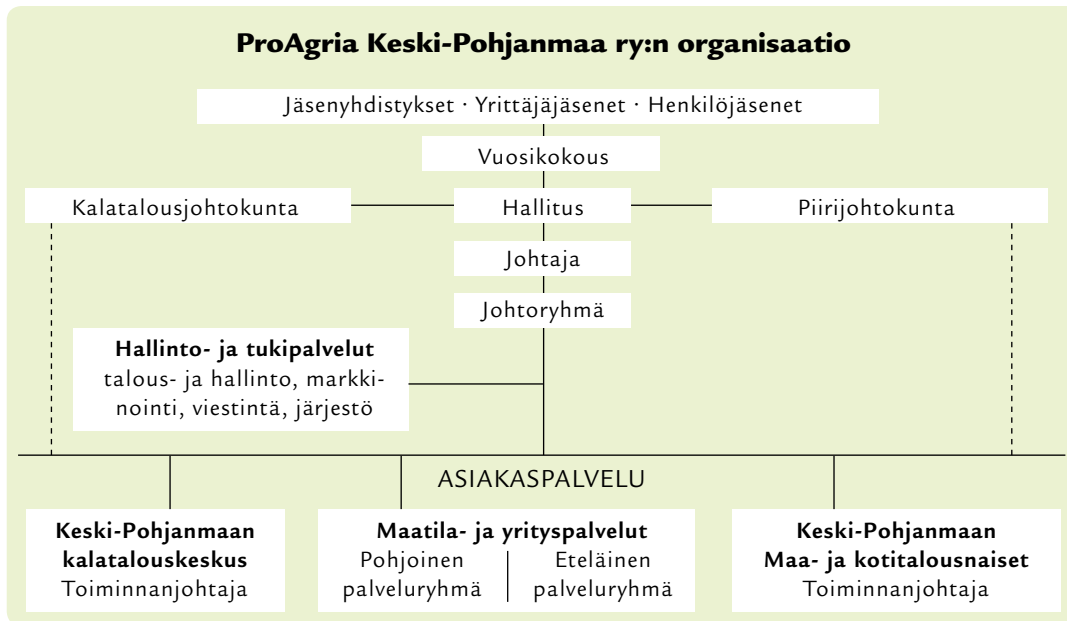 ProAgria Keski-Pohjanmaa ry:n organisaatio
Jäsenyhdistykset · Yrittäjäjäsenet · Henkilöjäsenet
Vuosikokous
Kalatalousjohtokunta
Hallitus
Piirijohtokunta
Johtaja
Johtoryhmä
Hallinto- ja tukipalvelut
talous- ja hallinto, markki-
nointi, viestintä, järjestö
ASIAKASPALVELU
Keski-Pohjanmaan
kalatalouskeskus
Toiminnanjohtaja
Maatila- ja yrityspalvelut
Pohjoinen
palveluryhmä
Eteläinen
palveluryhmä
Keski-Pohjanmaan
Maa- ja kotitalousnaiset
Toiminnanjohtaja